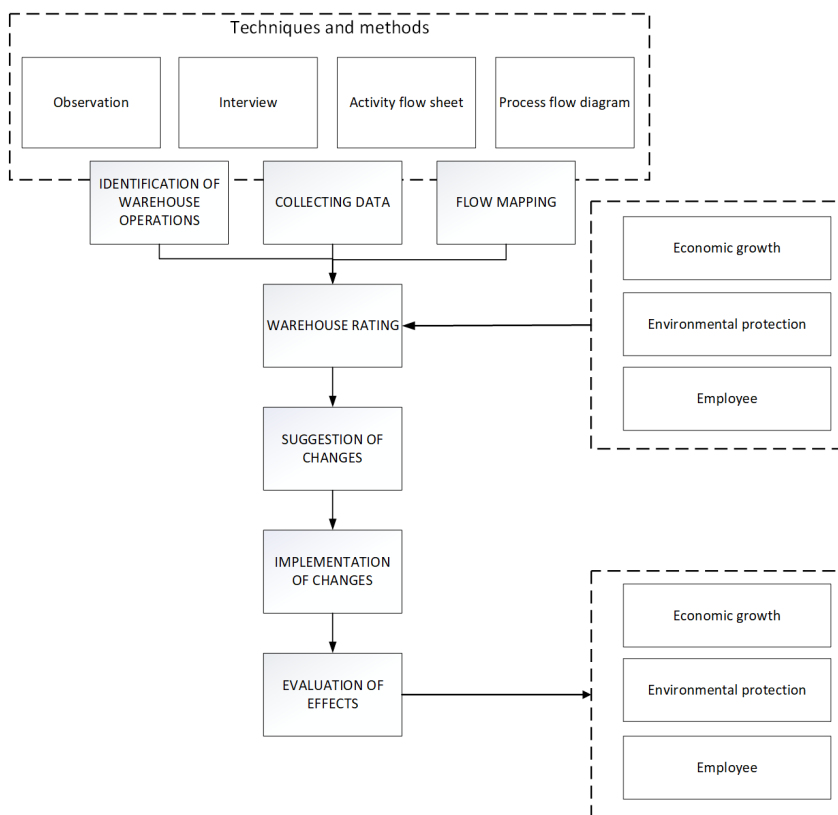 Techniques and methods
Observation
Interview
Activity flow sheet
Process flow diagram
IDENTIFICATION OF
WAREHOUSE
OPERATIONS
COLLECTING DATA
FLOW MAPPING
Economic growth
Environmental protection
Employee
WAREHOUSE RATING
SUGGESTION OF
CHANGES
IMPLEMENTATION
OF CHANGES
EVALUATION OF
EFFECTS
Economic growth
Environmental protection
Employee